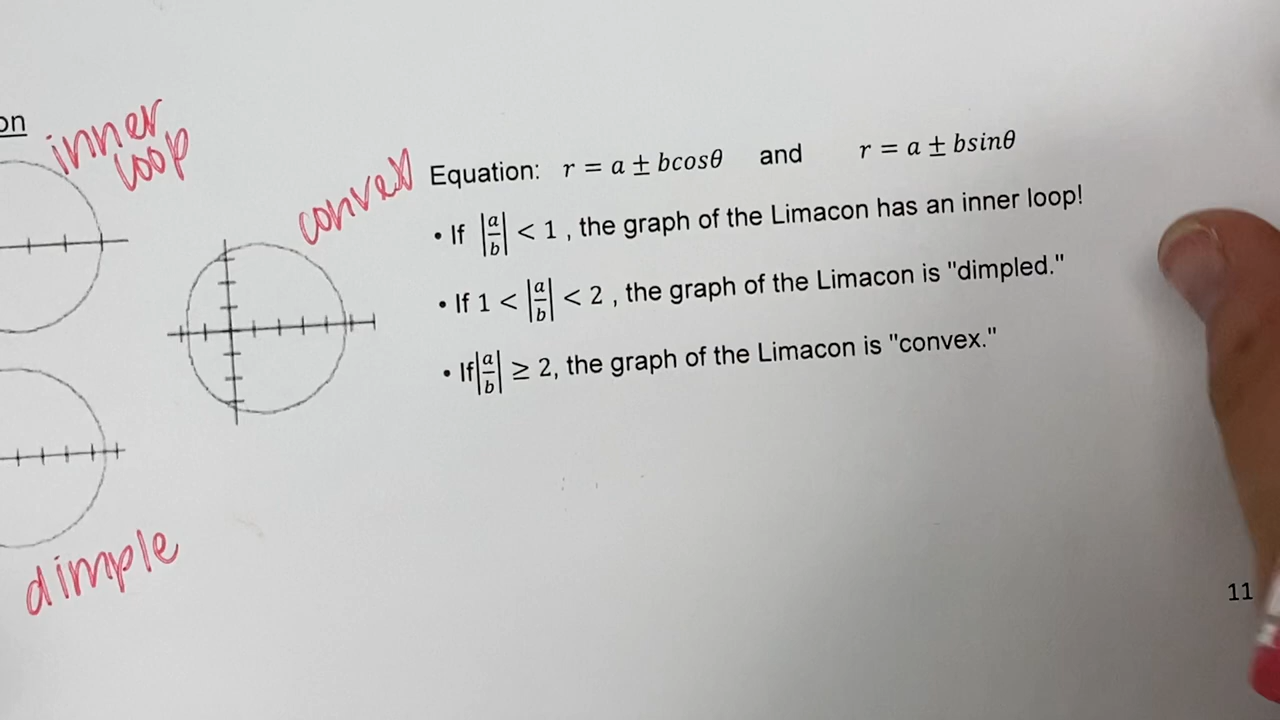 on
inner
loop
convex
Equation: r = a ± bcosθ and r = a ± bsinθ
• If |a/b| < 1 , the graph of the Limacon has an inner loop!
• If 1 < |a/b| < 2 , the graph of the Limacon is "dimpled."
• If|a/b| ≥ 2, the graph of the Limacon is "convex."
dimple
11